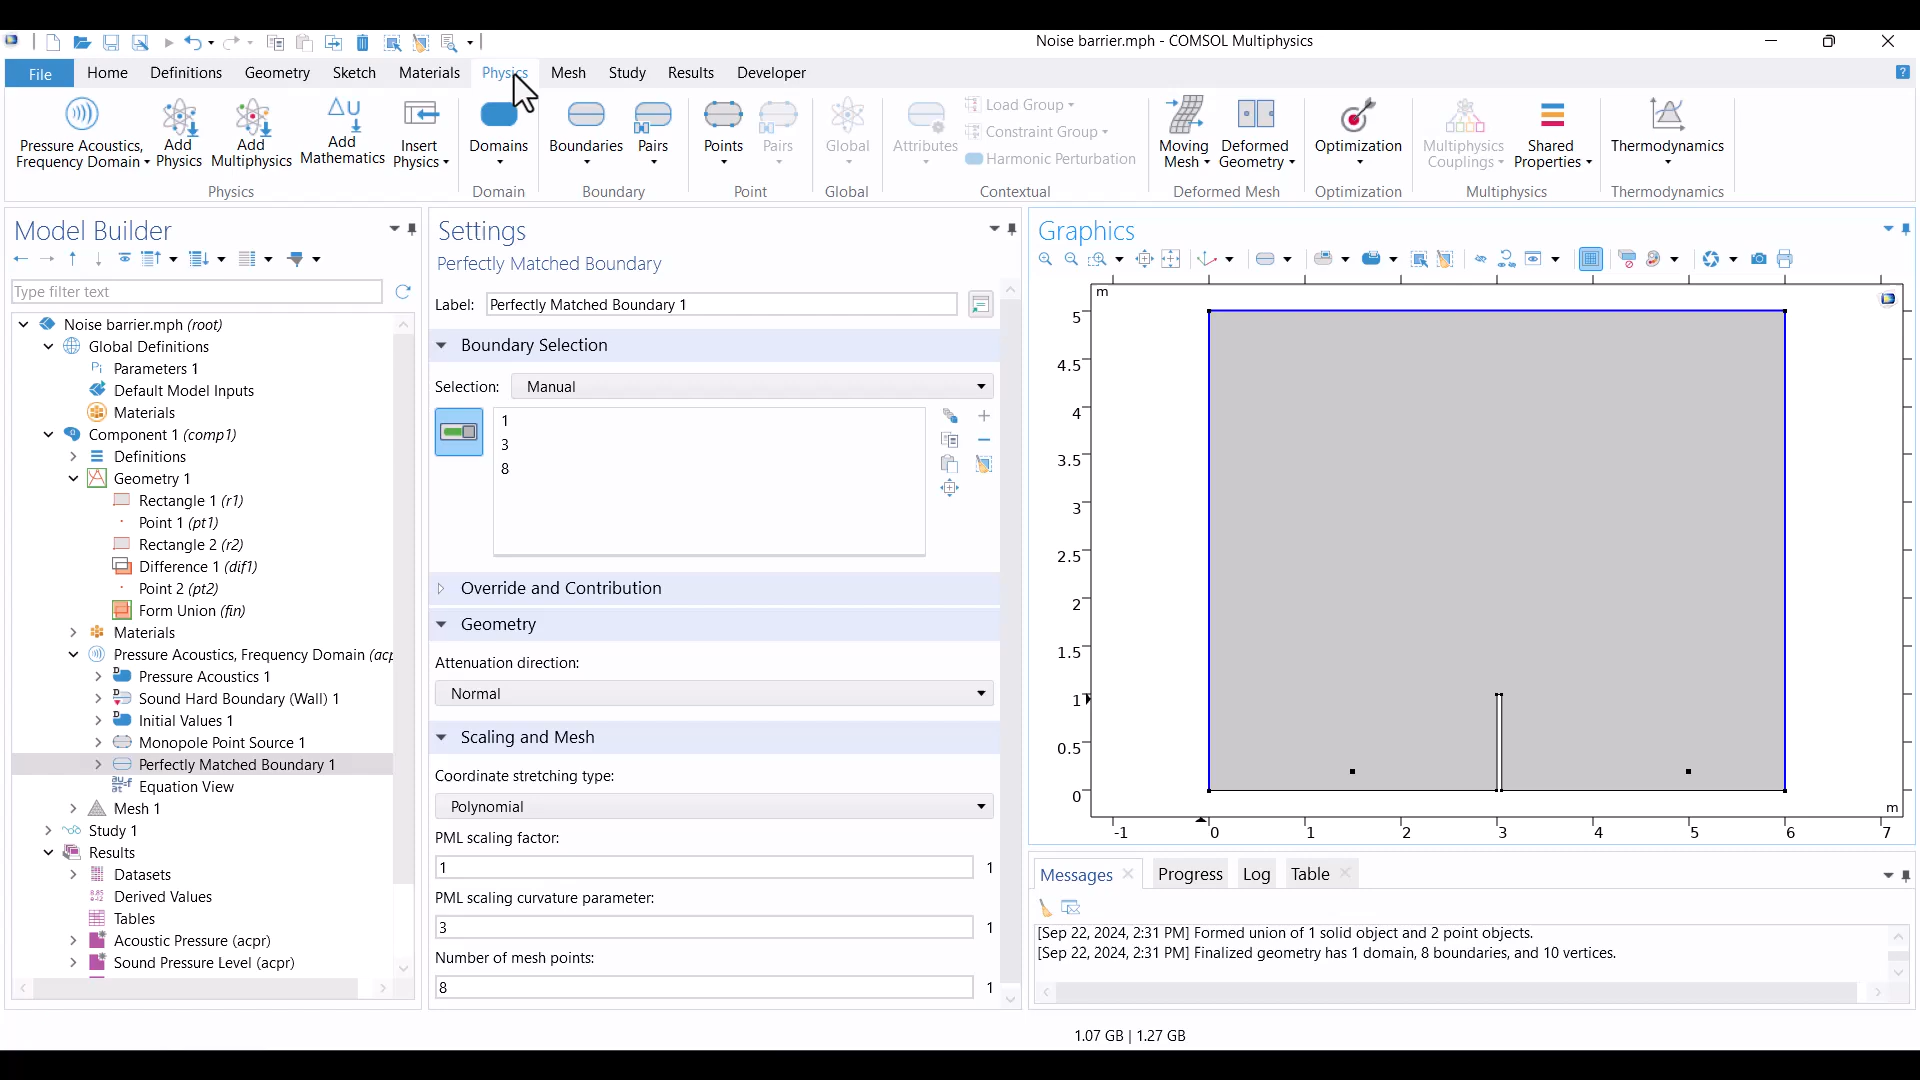 Noise barrier.mph - COMSOL Multiphysics
File Home Definitions Geometry Sketch Materials Physics Mesh Study Results Developer
Pressure Acoustics, Frequency Domain
Add Physics
Add Multiphysics
Add Mathematics
Insert Physics
Domains
Boundaries
Pairs
Points
Pairs
Global
Attributes
Load Group
Constraint Group
Harmonic Perturbation
Moving Mesh
Deformed Geometry
Optimization
Multiphysics Couplings
Shared Properties
Thermodynamics
Physics Domain Boundary Point Global Contextual Deformed Mesh Optimization Multiphysics Thermodynamics
Model Builder
Type filter text
Noise barrier.mph (root)
Global Definitions
Pi Parameters 1
Default Model Inputs
Materials
Component 1 (comp1)
Definitions
Geometry 1
Rectangle 1 (r1)
Point 1 (pt1)
Rectangle 2 (r2)
Difference 1 (dif1)
Point 2 (pt2)
Form Union (fin)
Materials
Pressure Acoustics, Frequency Domain (acp
D Pressure Acoustics 1
D Sound Hard Boundary (Wall) 1
D Initial Values 1
Monopole Point Source 1
Perfectly Matched Boundary 1
Equation View
Mesh 1
Study 1
Results
Datasets
Derived Values
Tables
Acoustic Pressure (acpr)
Sound Pressure Level (acpr)
Settings
Perfectly Matched Boundary
Label: Perfectly Matched Boundary 1
Boundary Selection
Selection: Manual
1
3
8
Override and Contribution
Geometry
Attenuation direction:
Normal
Scaling and Mesh
Coordinate stretching type:
Polynomial
PML scaling factor:
1 1
PML scaling curvature parameter:
3 1
Number of mesh points:
8 1
Graphics
m
5
4.5
4
3.5
3
2.5
2
1.5
1
0.5
0
m
-1 0 1 2 3 4 5 6 7
Messages Progress Log Table
[Sep 22, 2024, 2:31 PM] Formed union of 1 solid object and 2 point objects.
[Sep 22, 2024, 2:31 PM] Finalized geometry has 1 domain, 8 boundaries, and 10 vertices.
1.07 GB | 1.27 GB